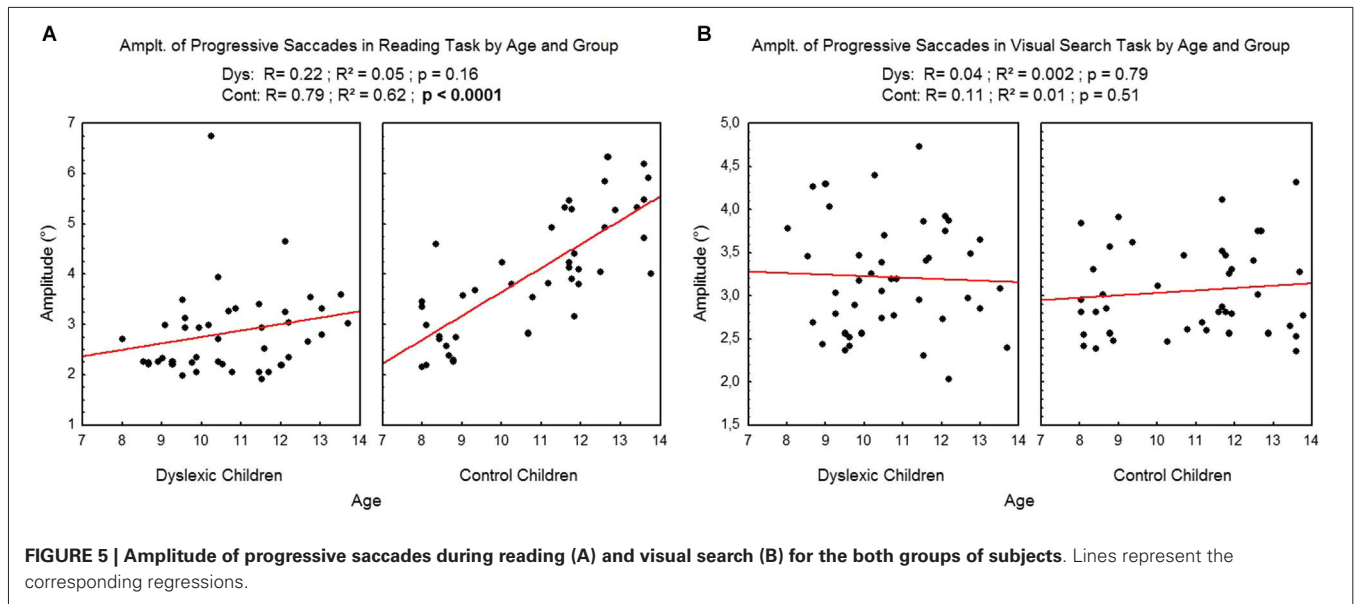 A
Amplt. of Progressive Saccades in Reading Task by Age and Group
Dys: R= 0.22 ; R² = 0.05 ; p = 0.16
Cont: R= 0.79 ; R² = 0.62 ; p < 0.0001
7
6
5
4
3
2
1
Amplitude (°)
7 8 9 10 11 12 13 14
7 8 9 10 11 12 13 14
Dyslexic Children
Control Children
Age
B
Amplt. of Progressive Saccades in Visual Search Task by Age and Group
Dys: R= 0.04 ; R² = 0.002 ; p = 0.79
Cont: R= 0.11 ; R² = 0.01 ; p = 0.51
5,0
4,5
4,0
3,5
3,0
2,5
2,0
1,5
Amplitude (°)
7 8 9 10 11 12 13 14
7 8 9 10 11 12 13 14
Dyslexic Children
Control Children
Age
FIGURE 5 | Amplitude of progressive saccades during reading (A) and visual search (B) for the both groups of subjects. Lines represent the
corresponding regressions.